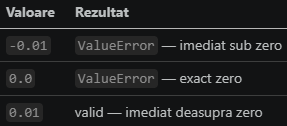 Valoare Rezultat
-0.01 ValueError — imediat sub zero
0.0 ValueError — exact zero
0.01 valid — imediat deasupra zero